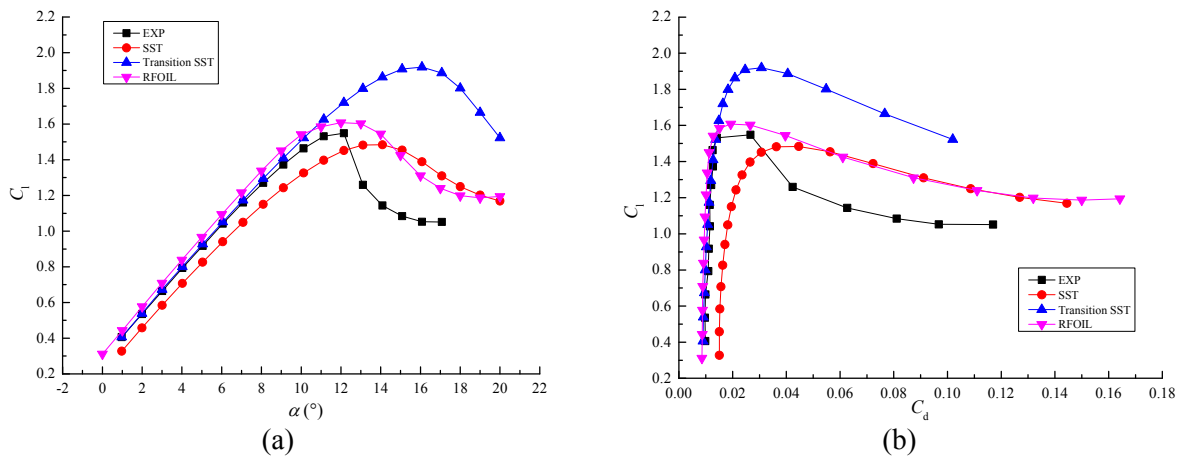 2.2
2.0
1.8
1.6
1.4
1.2
1.0
0.8
0.6
0.4
0.2
C_l
EXP
SST
Transition SST
RFOIL
-2 0 2 4 6 8 10 12 14 16 18 20 22
α (°)
(a)
2.2
2.0
1.8
1.6
1.4
1.2
1.0
0.8
0.6
0.4
0.2
C_l
EXP
SST
Transition SST
RFOIL
0.00 0.02 0.04 0.06 0.08 0.10 0.12 0.14 0.16 0.18
C_d
(b)